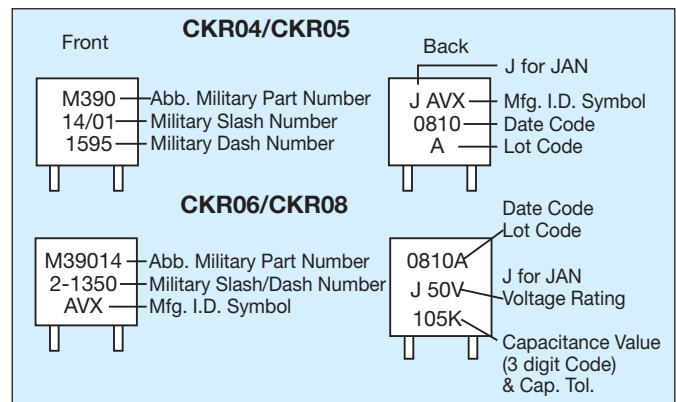 CKR04/CKR05
Front
M390
14/01
1595
Abb. Military Part Number
Military Slash Number
Military Dash Number
Back
J AVX
0810
A
J for JAN
Mfg. I.D. Symbol
Date Code
Lot Code
CKR06/CKR08
M39014
2-1350
AVX
Abb. Military Part Number
Military Slash/Dash Number
Mfg. I.D. Symbol
0810A
J 50V
105K
Date Code
Lot Code
J for JAN
Voltage Rating
Capacitance Value
(3 digit Code)
& Cap. Tol.